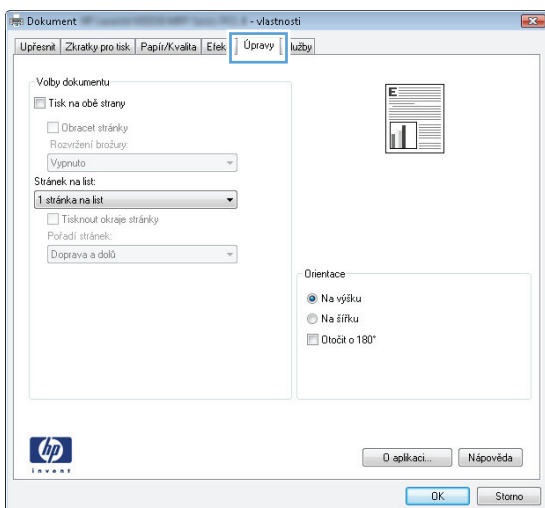 Dokument - vlastnosti
Upřesnit Zkratky pro tisk Papír/Kvalita Efek Úpravy lužby
Volby dokumentu
Tisk na obě strany
Obracet stránky
Rozvržení brožury:
Vypnuto
Stránek na list:
1 stránka na list
Tisknout okraje stránky
Pořadí stránek:
Doprava a dolů
E
Orientace
Na výšku
Na šířku
Otočit o 180°
hp
invent
O aplikaci... Nápověda
OK Storno